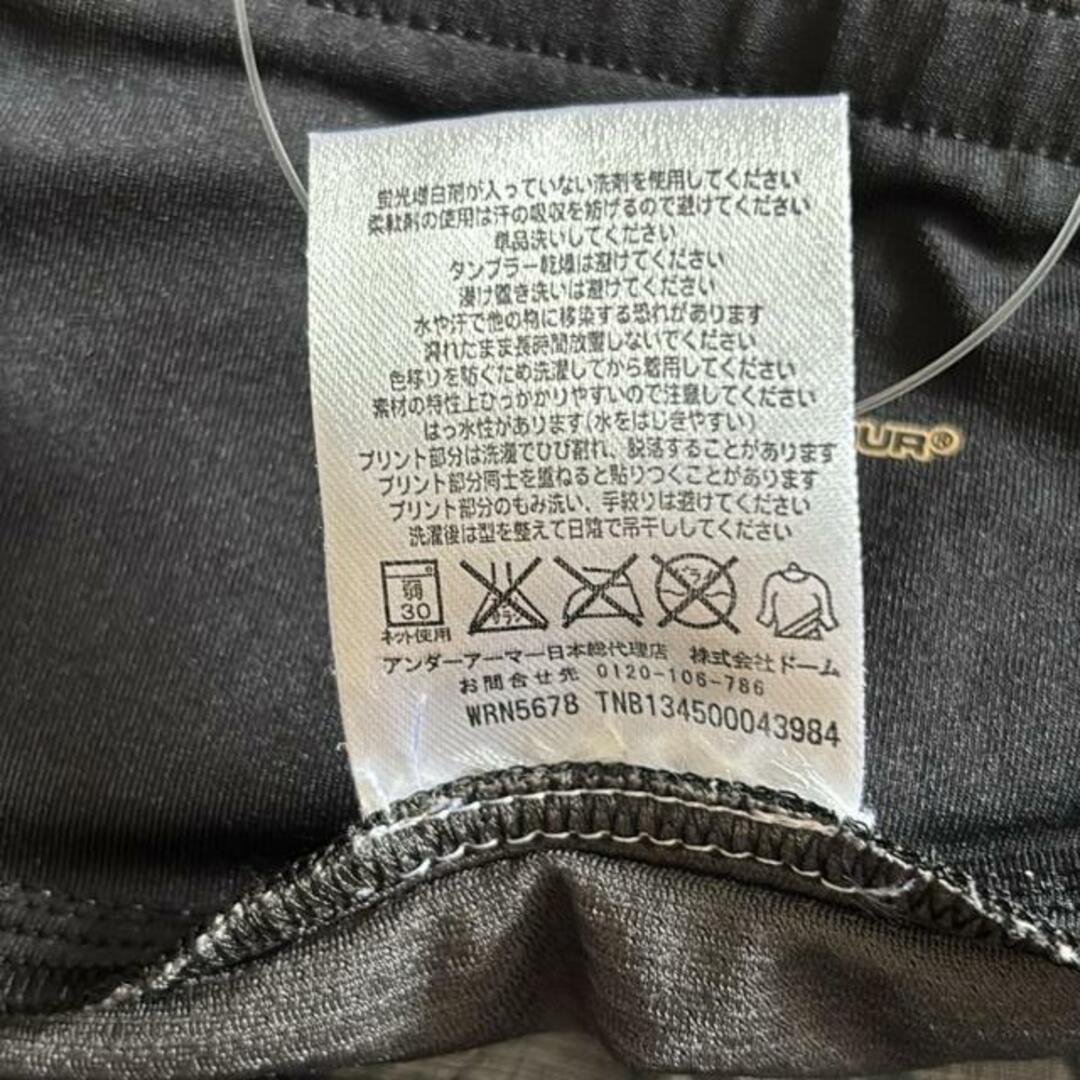 蛍光増白剤が入っていない洗剤を使用してください
柔軟剤の使用は汗の吸収を妨げるので避けてください
単品洗いしてください
タンブラー乾燥は避けてください
浸け置き洗いは避けてください
水や汗で他の物に移染する恐れがあります
濡れたまま長時間放置しないでください
色移りを防ぐため洗濯してから着用してください
素材の特性上ひっかかりやすいので注意してください
はっ水性があります(水をはじきやすい)
プリント部分は洗濯でひび割れ、脱落することがあります
プリント部分同士を重ねると貼りつくことがあります
プリント部分のもみ洗い、手絞りは避けてください
洗濯後は型を整えて日陰で吊干ししてください
弱
30
ネット使用
アンダーアーマー日本総代理店 株式会社ドーム
お問合せ先 0120-106-786
WRN5678 TNB134500043984
OUR®